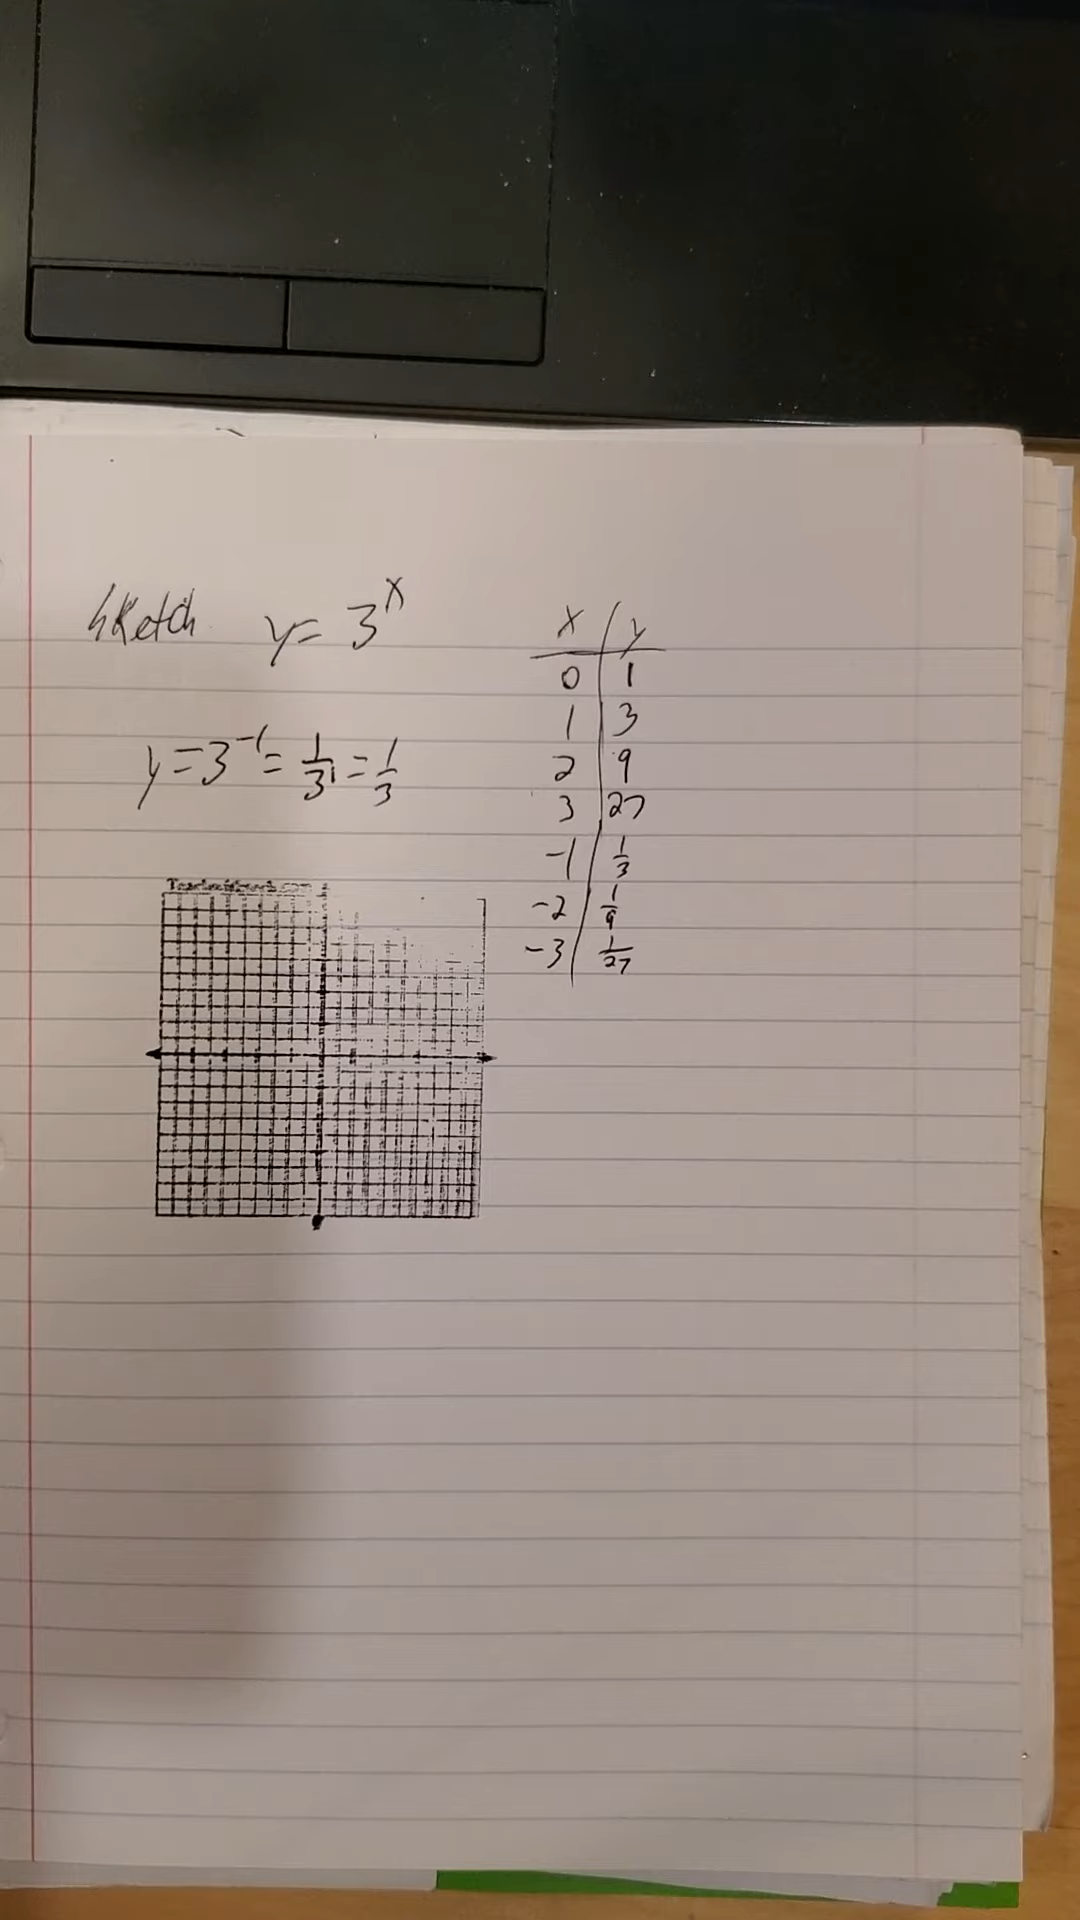 Sketch y = 3^x
y = 3^-1 = 1/3^1 = 1/3
x | y
0 | 1
1 | 3
2 | 9
3 | 27
-1 | 1/3
-2 | 1/9
-3 | 1/27